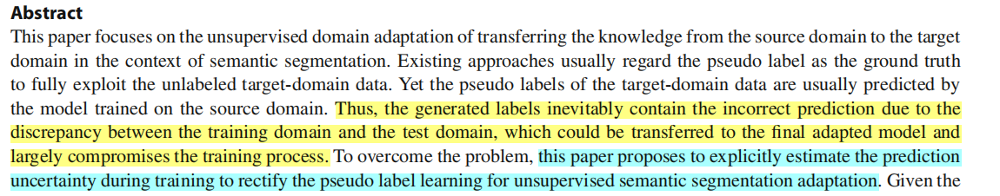 Abstract
This paper focuses on the unsupervised domain adaptation of transferring the knowledge from the source domain to the target
domain in the context of semantic segmentation. Existing approaches usually regard the pseudo label as the ground truth
to fully exploit the unlabeled target-domain data. Yet the pseudo labels of the target-domain data are usually predicted by
the model trained on the source domain. Thus, the generated labels inevitably contain the incorrect prediction due to the
discrepancy between the training domain and the test domain, which could be transferred to the final adapted model and
largely compromises the training process. To overcome the problem, this paper proposes to explicitly estimate the prediction
uncertainty during training to rectify the pseudo label learning for unsupervised semantic segmentation adaptation. Given the